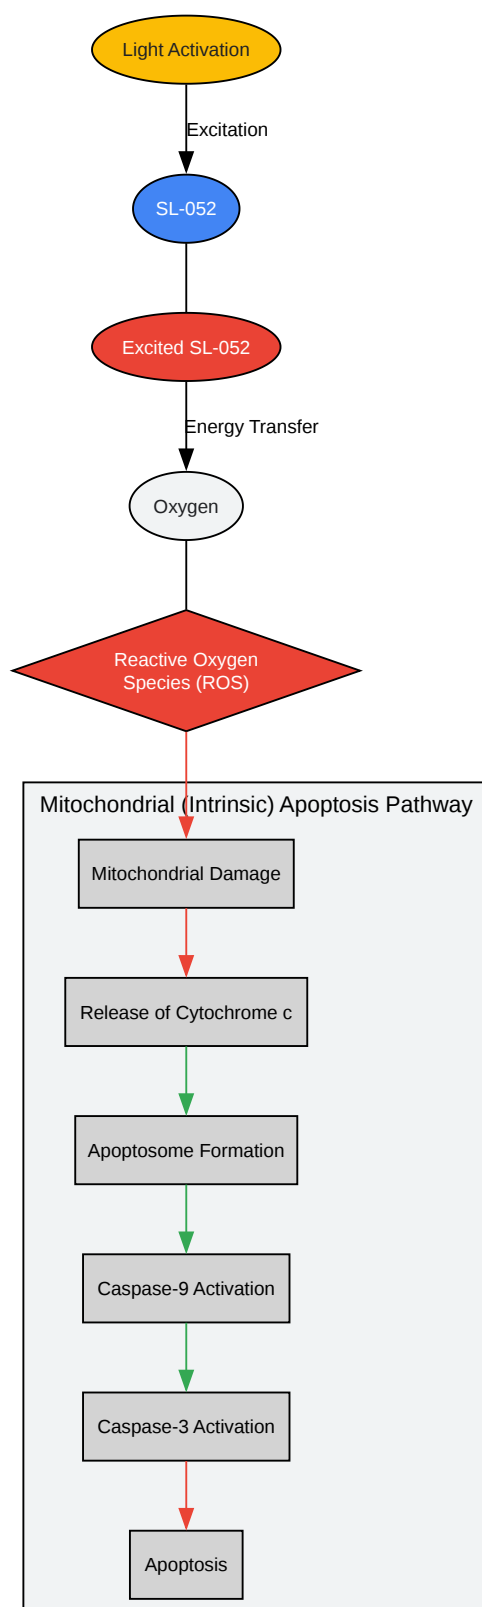 Light Activation
Excitation
SL-052
Excited SL-052
Energy Transfer
Oxygen
Reactive Oxygen
Species (ROS)
Mitochondrial (Intrinsic) Apoptosis Pathway
Mitochondrial Damage
Release of Cytochrome c
Apoptosome Formation
Caspase-9 Activation
Caspase-3 Activation
Apoptosis